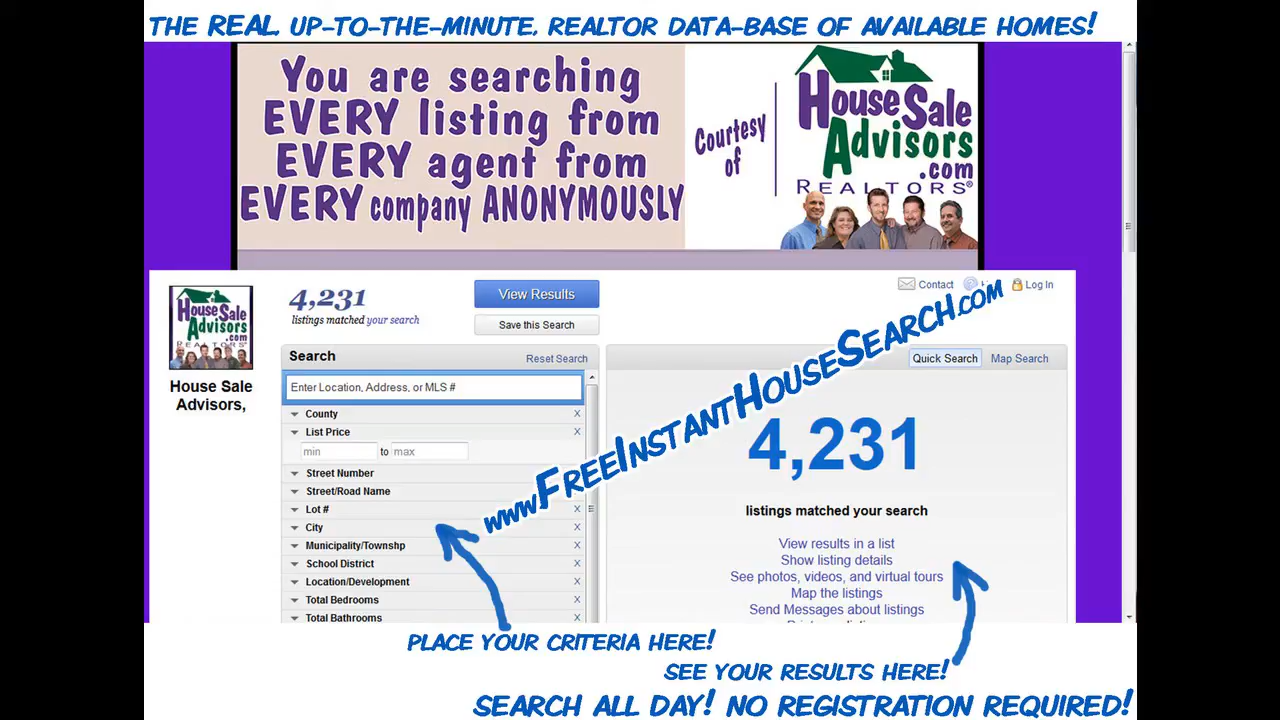 THE REAL, UP-TO-THE-MINUTE, REALTOR DATA-BASE OF AVAILABLE HOMES!
You are searching
EVERY listing from
EVERY agent from
EVERY company ANONYMOUSLY
Courtesy
of
HouseSale
Advisors
.com
REALTORS®
HouseSale
Advisors
.com
REALTORS
House Sale
Advisors,
4,231
listings matched your search
View Results
Save this Search
Contact
Log In
Search
Reset Search
Quick Search
Map Search
Enter Location, Address, or MLS #
County X
List Price X
min to max
Street Number
Street/Road Name
Lot # X
City X
Municipality/Townshp X
School District X
Location/Development X
Total Bedrooms X
Total Bathrooms X
www.FreeInstantHouseSearch.com
4,231
listings matched your search
View results in a list
Show listing details
See photos, videos, and virtual tours
Map the listings
Send Messages about listings
PLACE YOUR CRITERIA HERE!
SEE YOUR RESULTS HERE!
SEARCH ALL DAY! NO REGISTRATION REQUIRED!